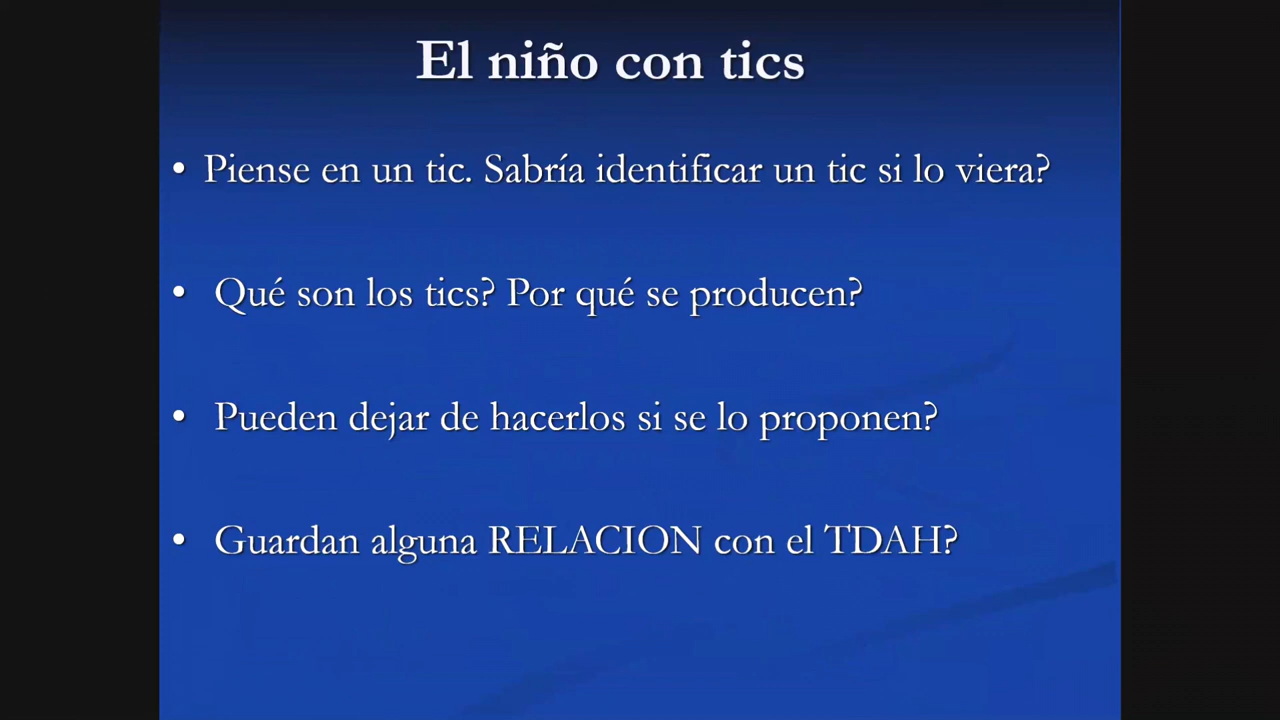 El niño con tics
• Piense en un tic. Sabría identificar un tic si lo viera?
• Qué son los tics? Por qué se producen?
• Pueden dejar de hacerlos si se lo proponen?
• Guardan alguna RELACION con el TDAH?